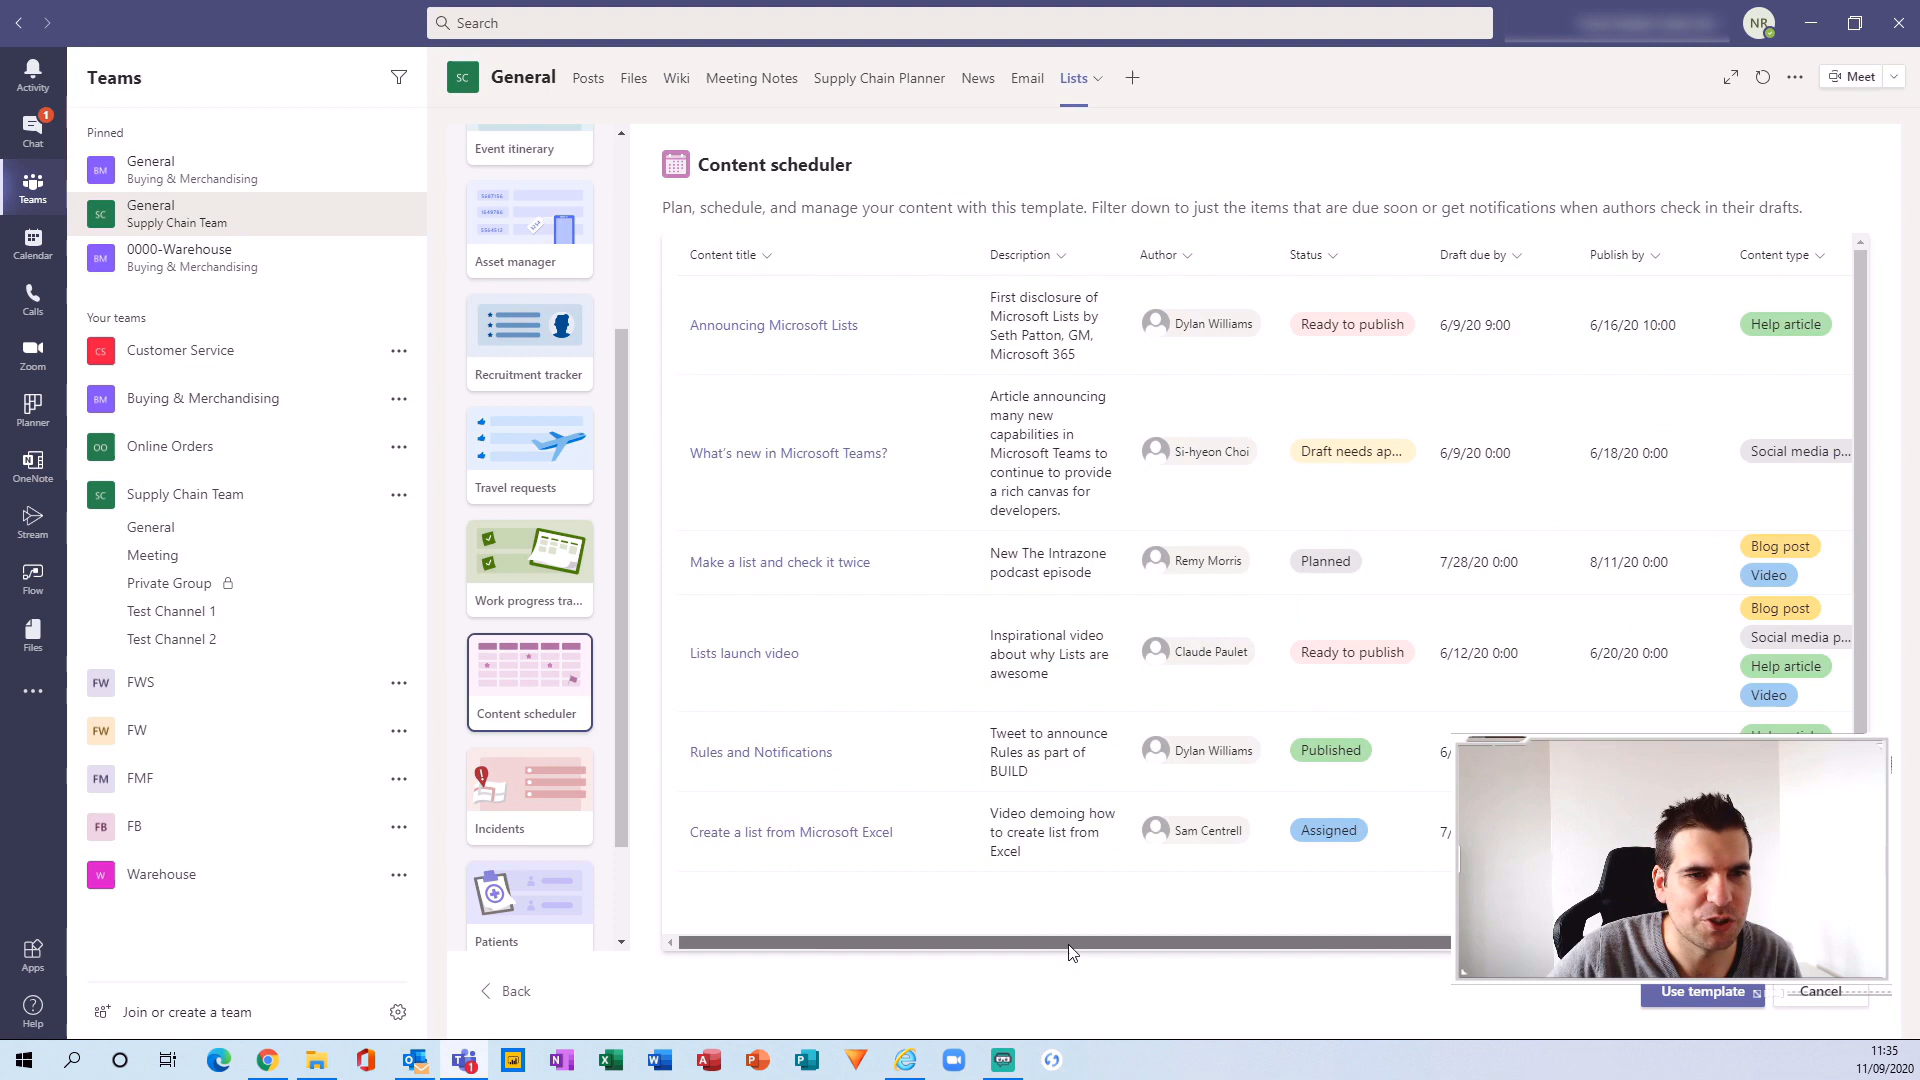 Search
NR
Activity
Chat
1
Teams
Calendar
Calls
Zoom
Planner
OneNote
Stream
Flow
Files
Apps
Help
Teams
Pinned
BM
General
Buying & Merchandising
SC
General
Supply Chain Team
BM
0000-Warehouse
Buying & Merchandising
Your teams
CS
Customer Service
BM
Buying & Merchandising
OO
Online Orders
SC
Supply Chain Team
General
Meeting
Private Group
Test Channel 1
Test Channel 2
FW
FWS
FW
FW
FM
FMF
FB
FB
W
Warehouse
Join or create a team
SC
General
Posts
Files
Wiki
Meeting Notes
Supply Chain Planner
News
Email
Lists
Meet
Event itinerary
Asset manager
Recruitment tracker
Travel requests
Work progress tra...
Content scheduler
Incidents
Patients
Content scheduler
Plan, schedule, and manage your content with this template. Filter down to just the items that are due soon or get notifications when authors check in their drafts.
Content title
Description
Author
Status
Draft due by
Publish by
Content type
Announcing Microsoft Lists
First disclosure of
Microsoft Lists by
Seth Patton, GM,
Microsoft 365
Dylan Williams
Ready to publish
6/9/20 9:00
6/16/20 10:00
Help article
What's new in Microsoft Teams?
Article announcing
many new
capabilities in
Microsoft Teams to
continue to provide
a rich canvas for
developers.
Si-hyeon Choi
Draft needs ap...
6/9/20 0:00
6/18/20 0:00
Social media p...
Make a list and check it twice
New The Intrazone
podcast episode
Remy Morris
Planned
7/28/20 0:00
8/11/20 0:00
Blog post
Video
Lists launch video
Inspirational video
about why Lists are
awesome
Claude Paulet
Ready to publish
6/12/20 0:00
6/20/20 0:00
Blog post
Social media p...
Help article
Video
Rules and Notifications
Tweet to announce
Rules as part of
BUILD
Dylan Williams
Published
6/
Create a list from Microsoft Excel
Video demoing how
to create list from
Excel
Sam Centrell
Assigned
7/
Back
Use template
Cancel
11:35
11/09/2020